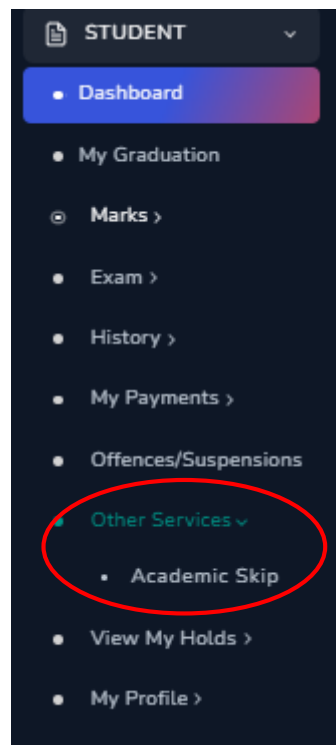 STUDENT
Dashboard
My Graduation
Marks >
Exam >
History >
My Payments >
Offences/Suspensions
Other Services
Academic Skip
View My Holds >
My Profile >